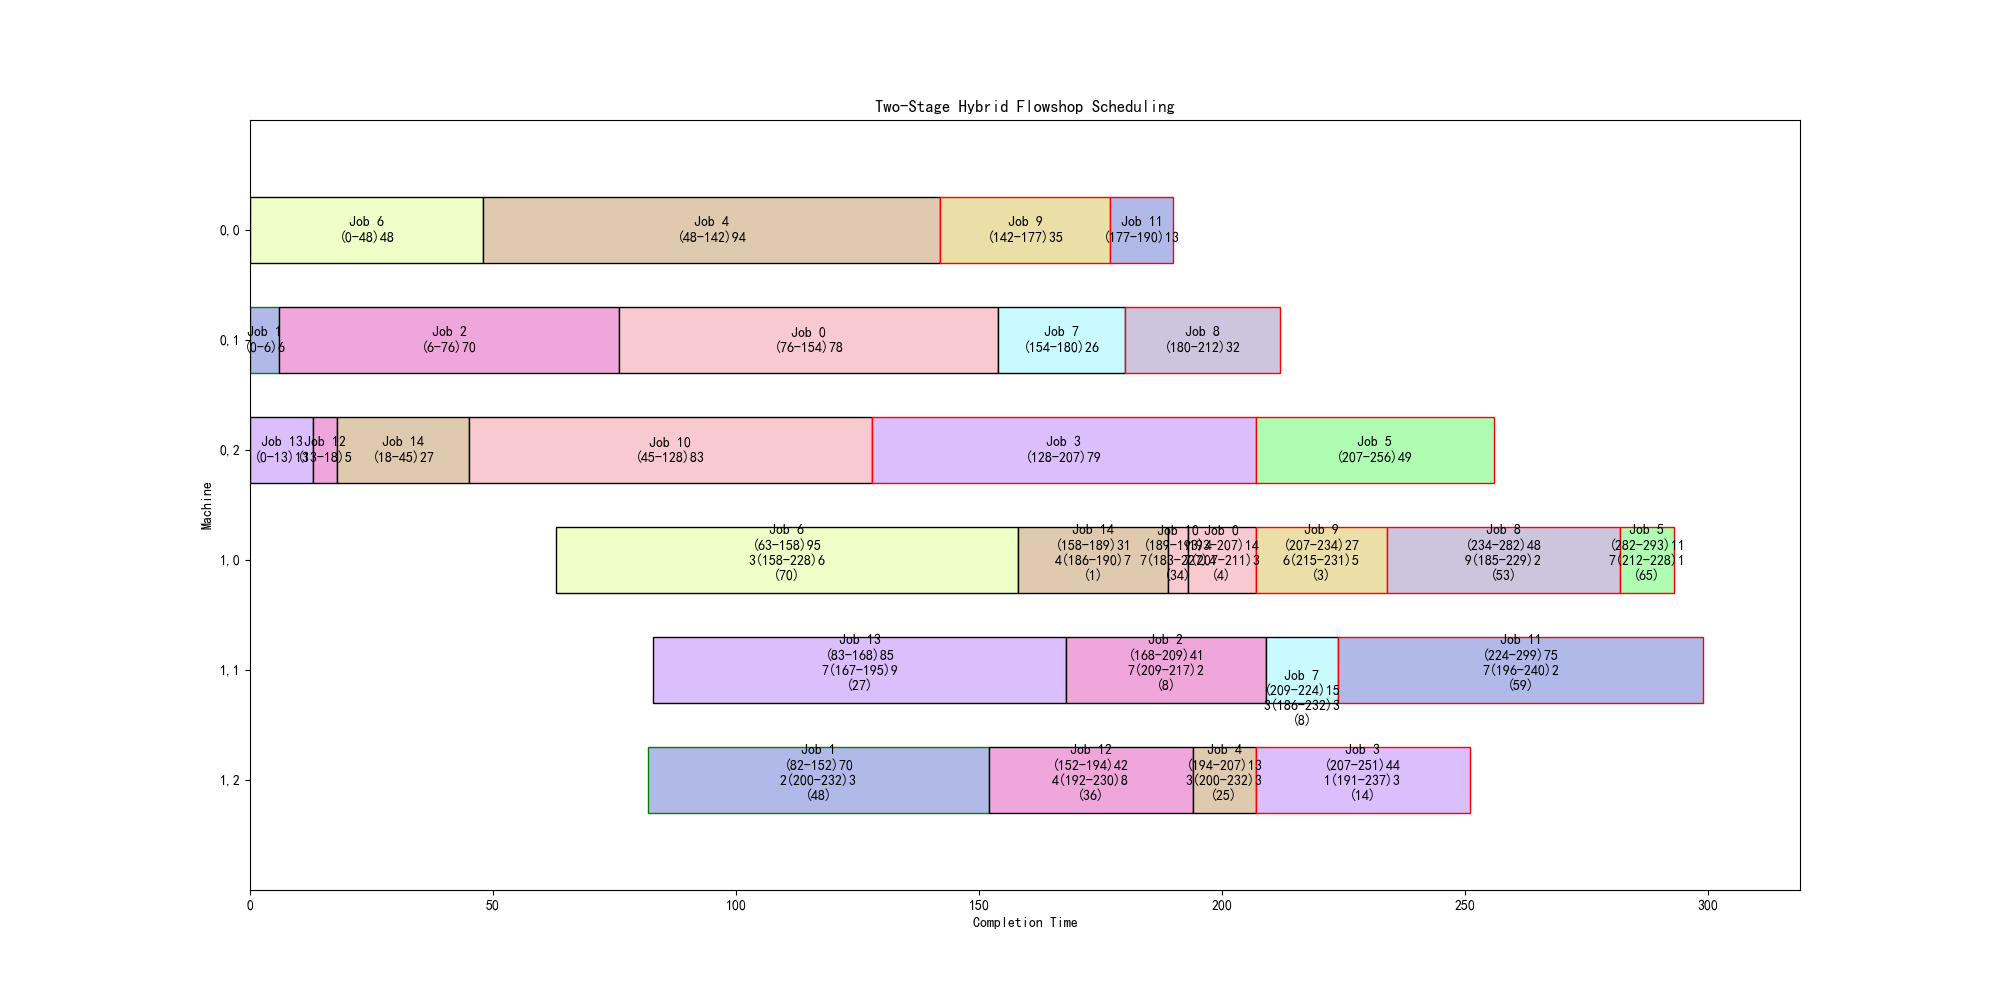 Two-Stage Hybrid Flowshop Scheduling
0,0
Job 6
(0-48)48
Job 4
(48-142)94
Job 9
(142-177)35
Job 11
(177-190)13
0,1
Job 1
(0-6)6
Job 2
(6-76)70
Job 0
(76-154)78
Job 7
(154-180)26
Job 8
(180-212)32
0,2
Job 13
(0-13)13
Job 12
(13-18)5
Job 14
(18-45)27
Job 10
(45-128)83
Job 3
(128-207)79
Job 5
(207-256)49
Machine
1,0
Job 6
(63-158)95
3(158-228)6
(70)
Job 14
(158-189)31
4(186-190)7
(1)
Job 10
(34)
Job 0
(193-207)14
(4)
Job 9
(207-234)27
6(215-231)5
(3)
Job 8
(234-282)48
9(185-229)2
(53)
Job 5
(282-293)11
7(212-228)1
(65)
1,1
Job 13
(83-168)85
7(167-195)9
(27)
Job 2
(168-209)41
7(209-217)2
(8)
Job 7
(209-224)15
3(186-232)3
(8)
Job 11
(224-299)75
7(196-240)2
(59)
1,2
Job 1
(82-152)70
2(200-232)3
(48)
Job 12
(152-194)42
4(192-230)8
(36)
Job 4
(194-207)13
3(200-232)3
(25)
Job 3
(207-251)44
1(191-237)3
(14)
0
50
100
150
200
250
300
Completion Time